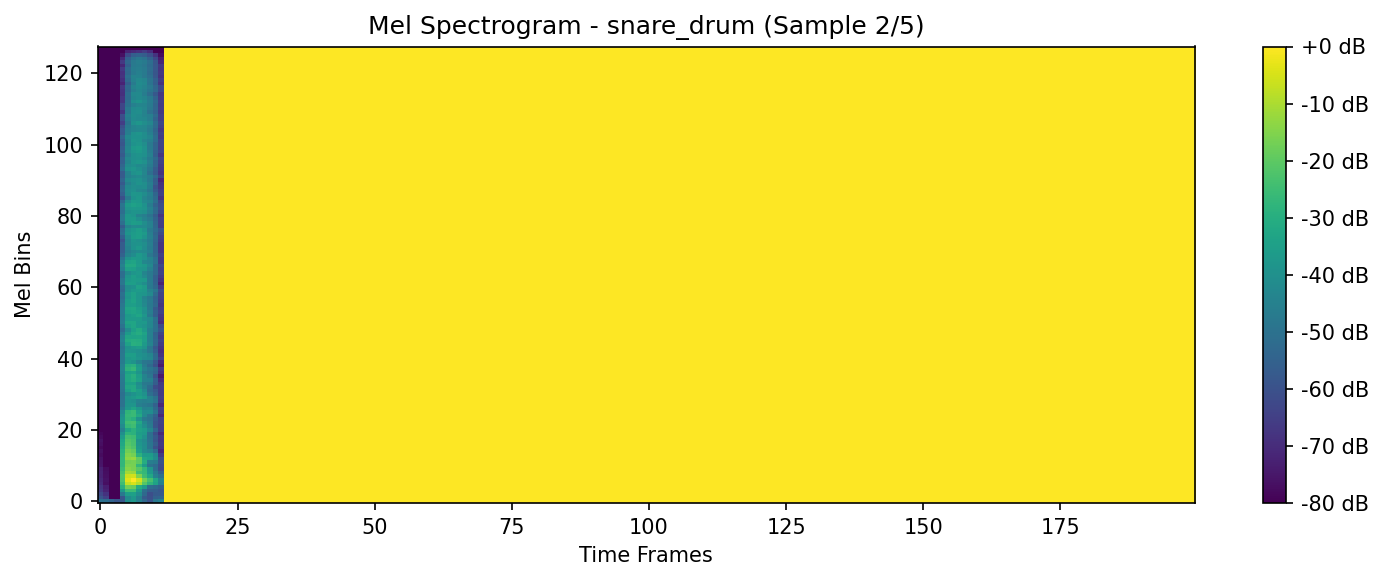 Mel Spectrogram - snare_drum (Sample 2/5)
Mel Bins
120
100
80
60
40
20
0
0 25 50 75 100 125 150 175
Time Frames
+0 dB
-10 dB
-20 dB
-30 dB
-40 dB
-50 dB
-60 dB
-70 dB
-80 dB